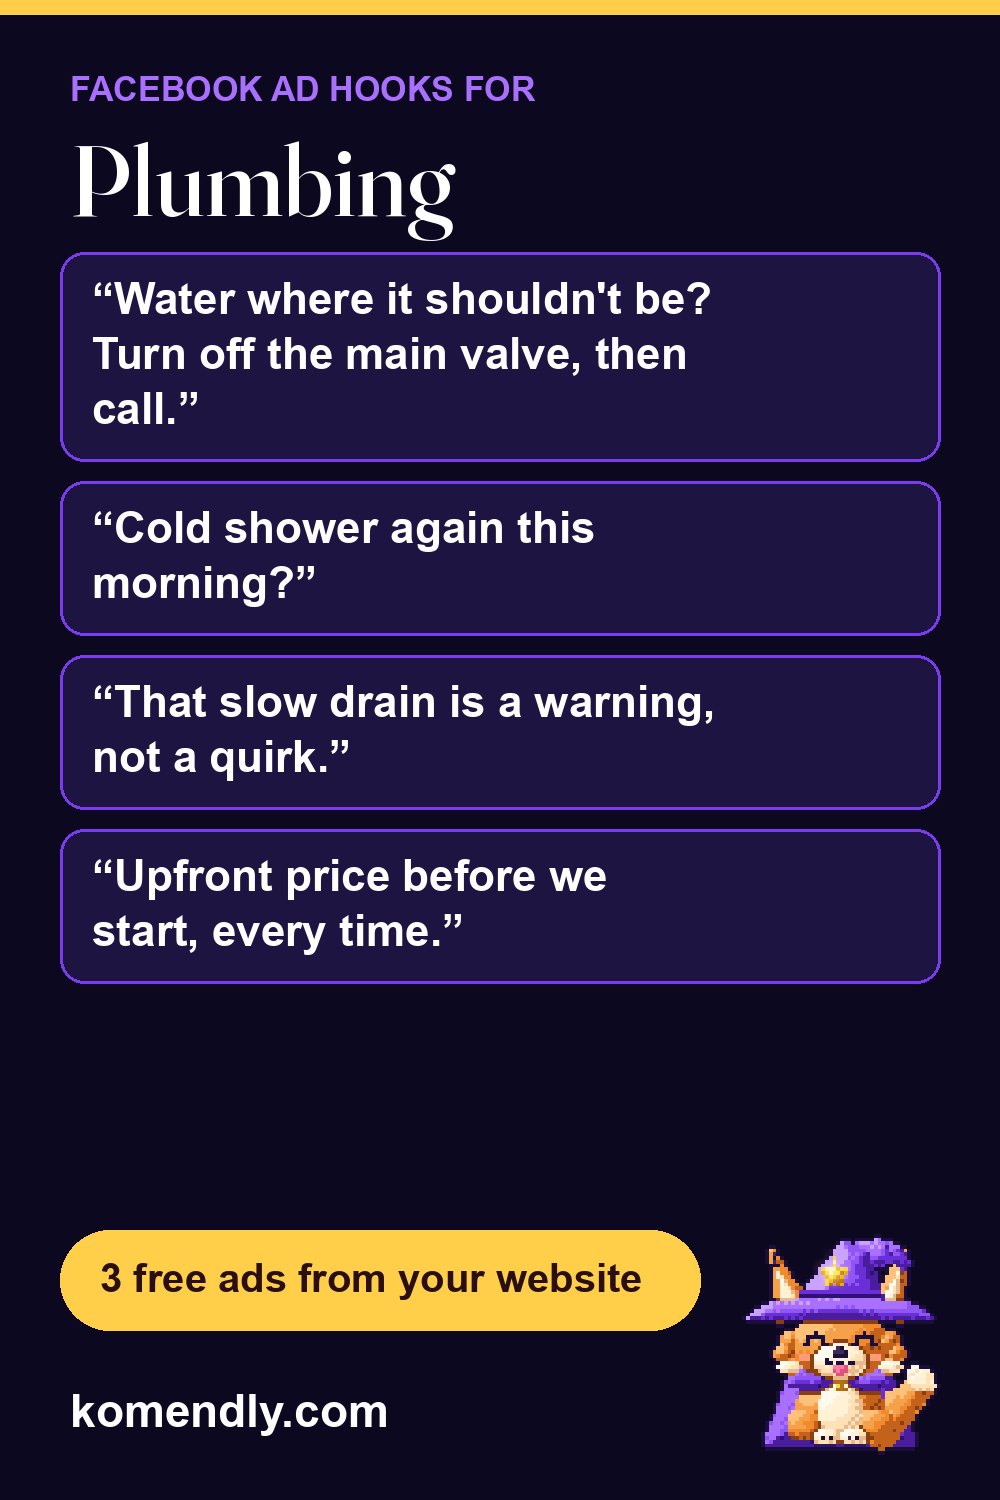 FACEBOOK AD HOOKS FOR
Plumbing
“Water where it shouldn't be?
Turn off the main valve, then
call.”
“Cold shower again this
morning?”
“That slow drain is a warning,
not a quirk.”
“Upfront price before we
start, every time.”
3 free ads from your website
komendly.com